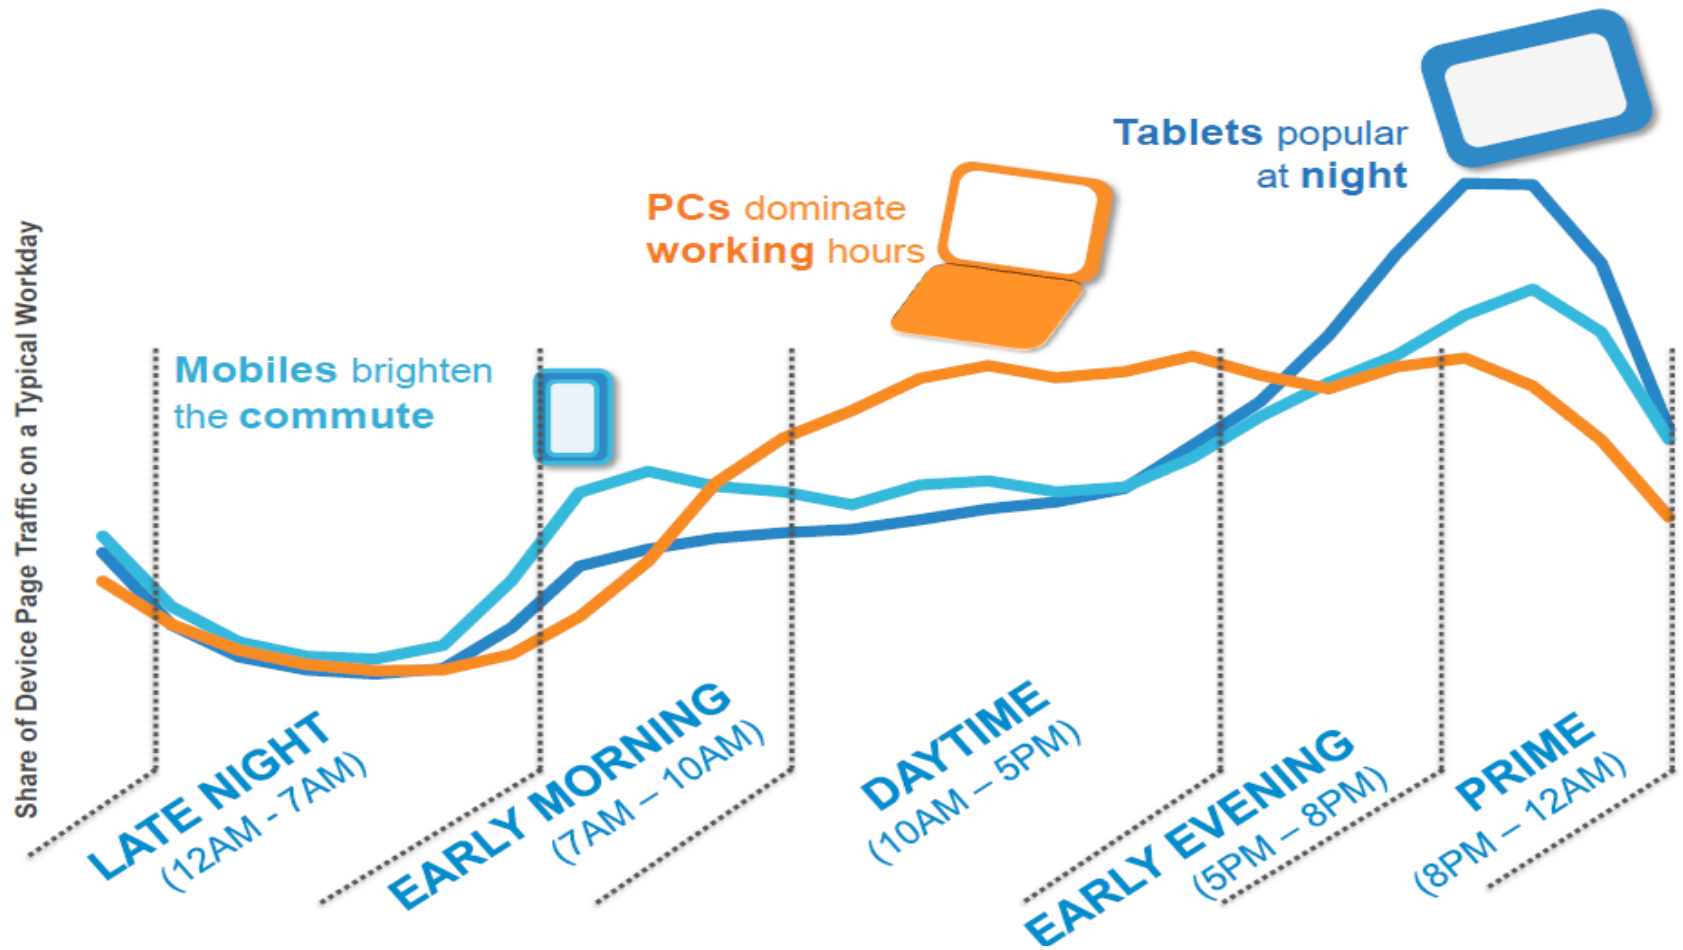 Share of Device Page Traffic on a Typical Workday
Mobiles brighten
the commute
PCs dominate
working hours
Tablets popular
at night
LATE NIGHT
(12AM - 7AM)
EARLY MORNING
(7AM – 10AM)
DAYTIME
(10AM – 5PM)
EARLY EVENING
(5PM – 8PM)
PRIME
(8PM – 12AM)